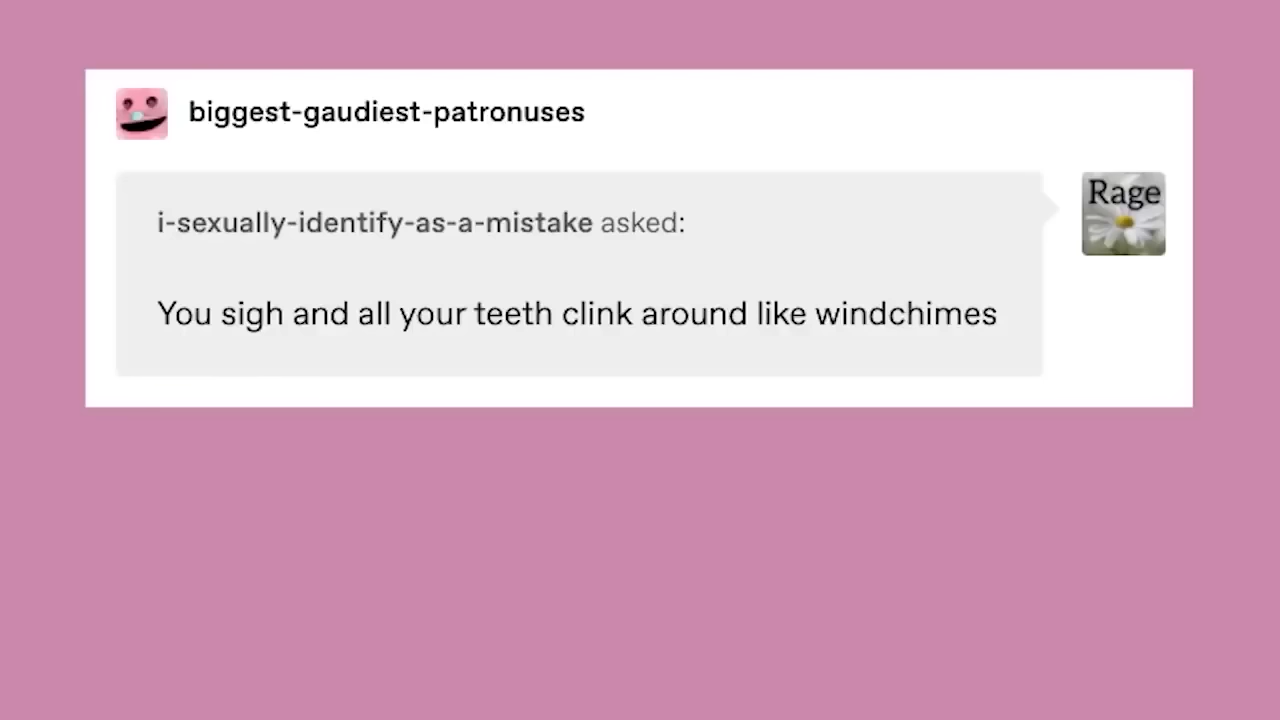 biggest-gaudiest-patronuses
i-sexually-identify-as-a-mistake asked:
Rage
You sigh and all your teeth clink around like windchimes